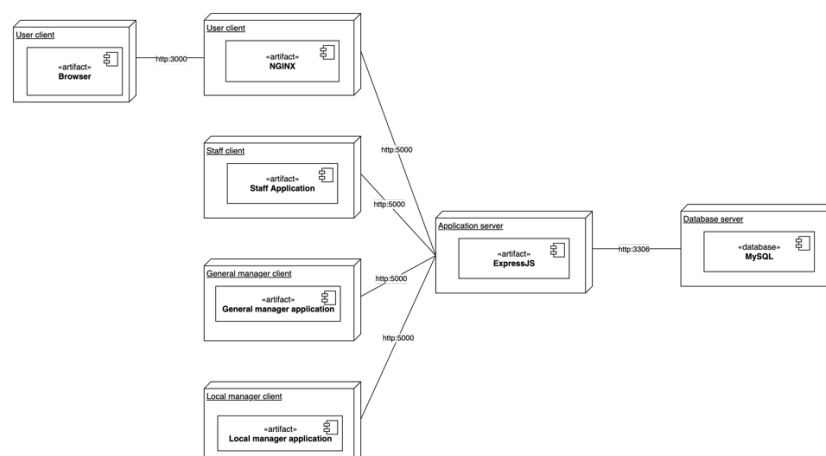 User client
«artifact»
Browser
http:3000
User client
«artifact»
NGINX
http:5000
Staff client
«artifact»
Staff Application
http:5000
General manager client
«artifact»
General manager application
http:5000
Local manager client
«artifact»
Local manager application
http:5000
Application server
«artifact»
ExpressJS
http:3306
Database server
«database»
MySQL